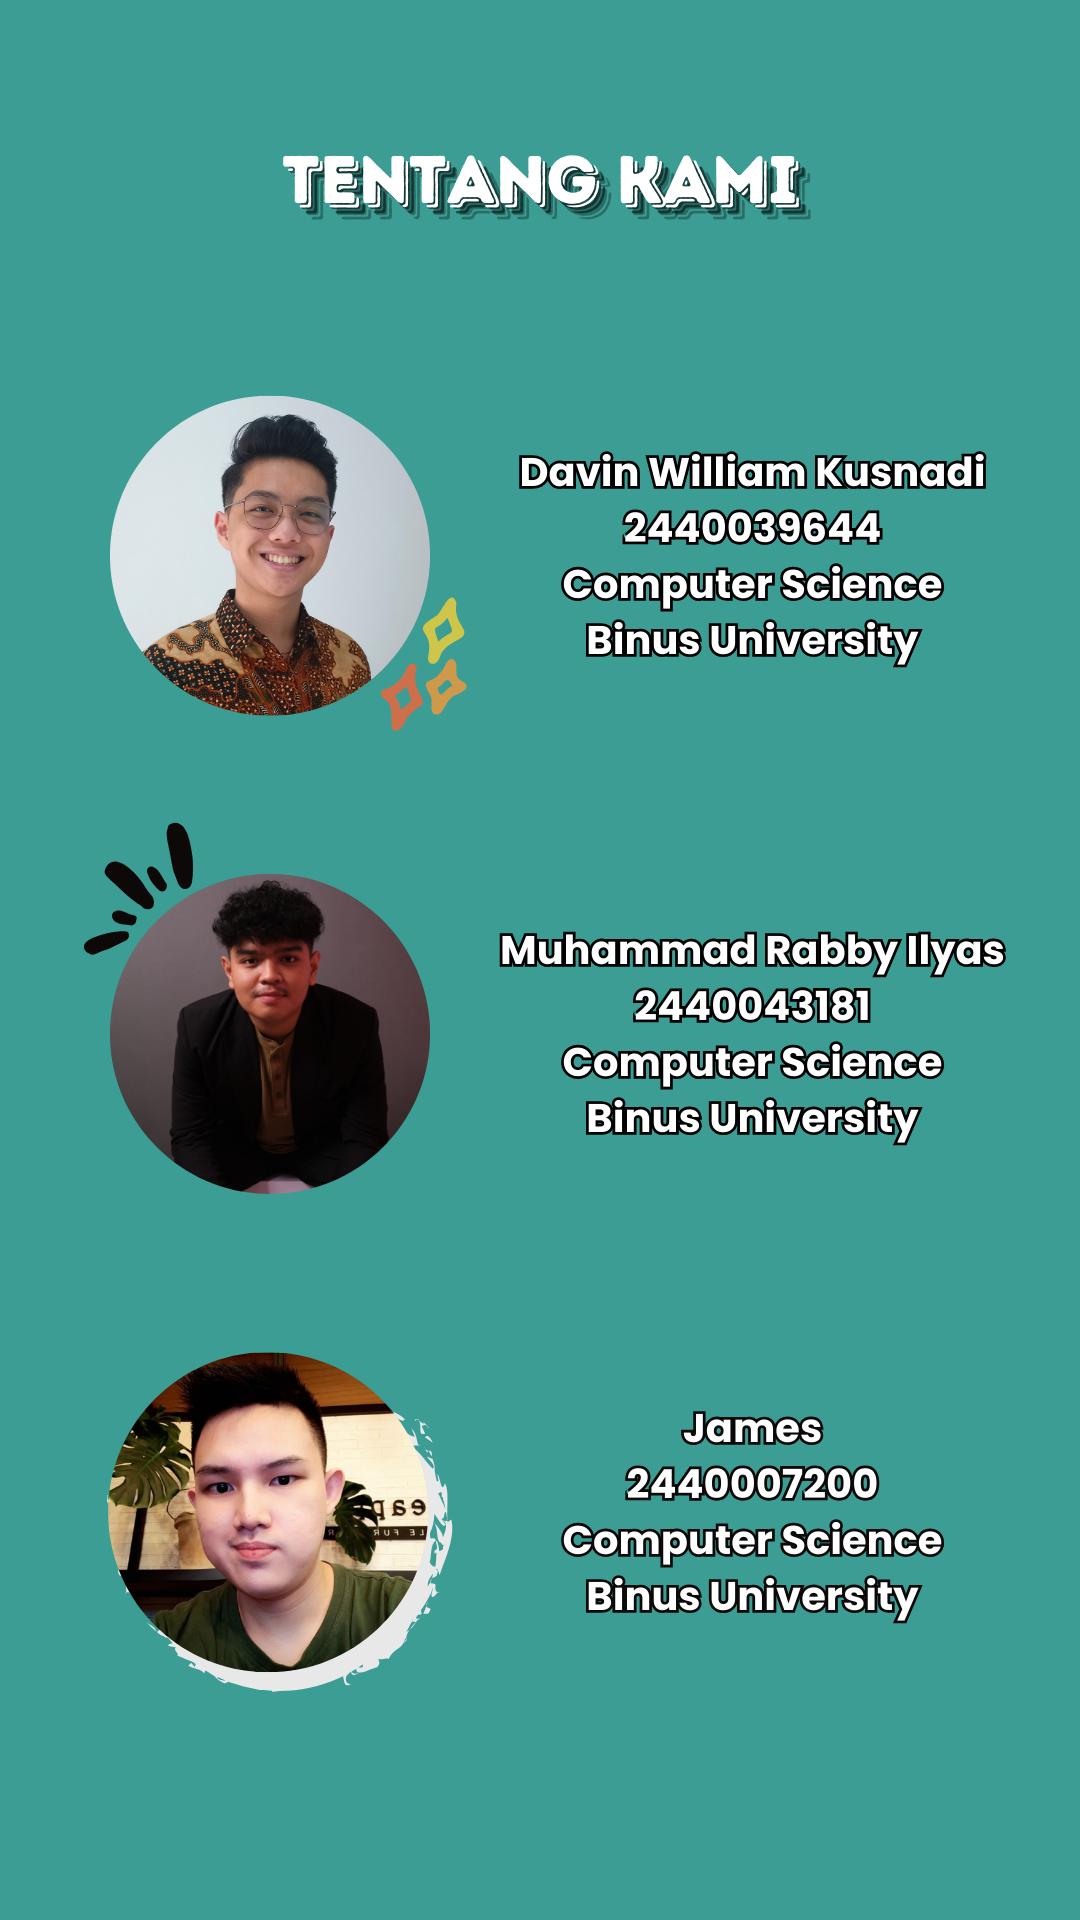 TENTANG KAMI
Davin William Kusnadi
2440039644
Computer Science
Binus University
Muhammad Rabby Ilyas
2440043181
Computer Science
Binus University
James
2440007200
Computer Science
Binus University